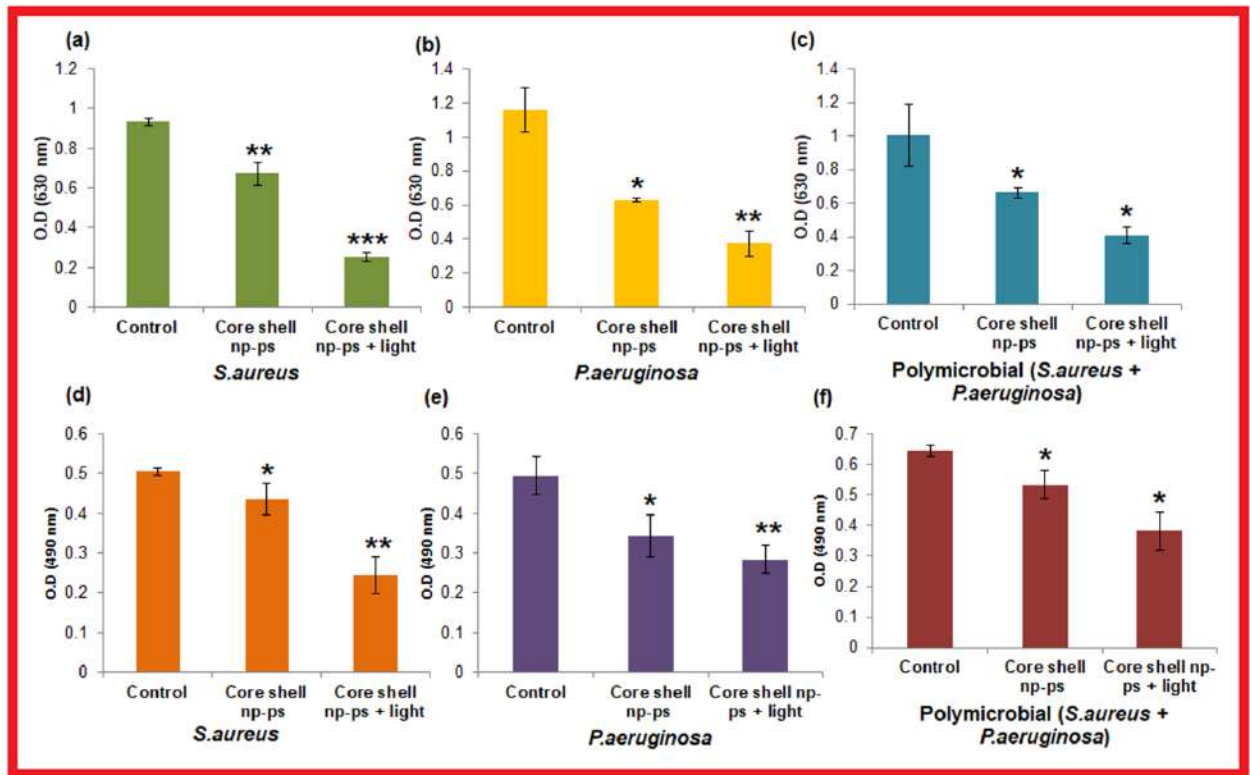 (a)
1.2
1
0.8
0.6
0.4
0.2
0
O.D (630 nm)
**
***
Control
Core shell
np-ps
Core shell
np-ps + light
S.aureus
(b)
1.4
1.2
1
0.8
0.6
0.4
0.2
0
O.D (630 nm)
*
**
Control
Core shell
np-ps
Core shell
np-ps + light
P.aeruginosa
(c)
1.4
1.2
1
0.8
0.6
0.4
0.2
0
O.D (630 nm)
*
*
Control
Core shell
np-ps
Core shell
np-ps + light
Polymicrobial (S.aureus +
P.aeruginosa)
(d)
0.6
0.5
0.4
0.3
0.2
0.1
0
O.D (490 nm)
*
**
Control
Core shell
np-ps
Core shell
np-ps + light
S.aureus
(e)
0.6
0.5
0.4
0.3
0.2
0.1
0
O.D (490 nm)
*
**
Control
Core shell
np-ps
Core shell np-
ps + light
P.aeruginosa
(f)
0.7
0.6
0.5
0.4
0.3
0.2
0.1
0
O.D (490 nm)
*
*
Control
Core shell
np-ps
Core shell np-
ps + light
Polymicrobial (S.aureus +
P.aeruginosa)